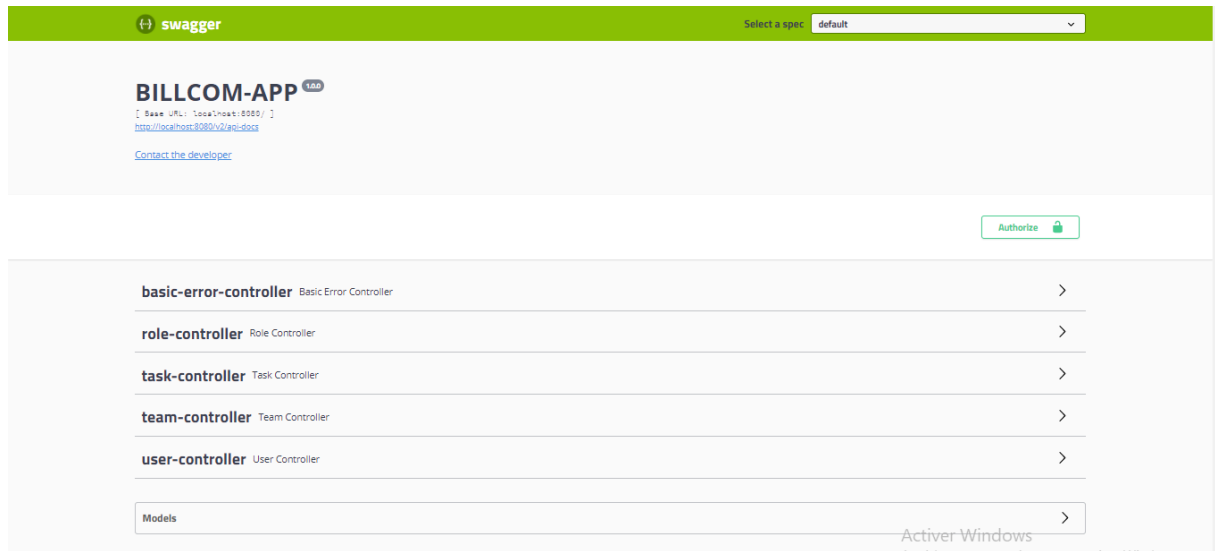 swagger Select a spec default
BILLCOM-APP 1.0.0
[ Base URL: localhost:8080/ ]
http://localhost:8080/v2/api-docs
Contact the developer
Authorize
basic-error-controller Basic Error Controller
role-controller Role Controller
task-controller Task Controller
team-controller Team Controller
user-controller User Controller
Models
Activer Windows